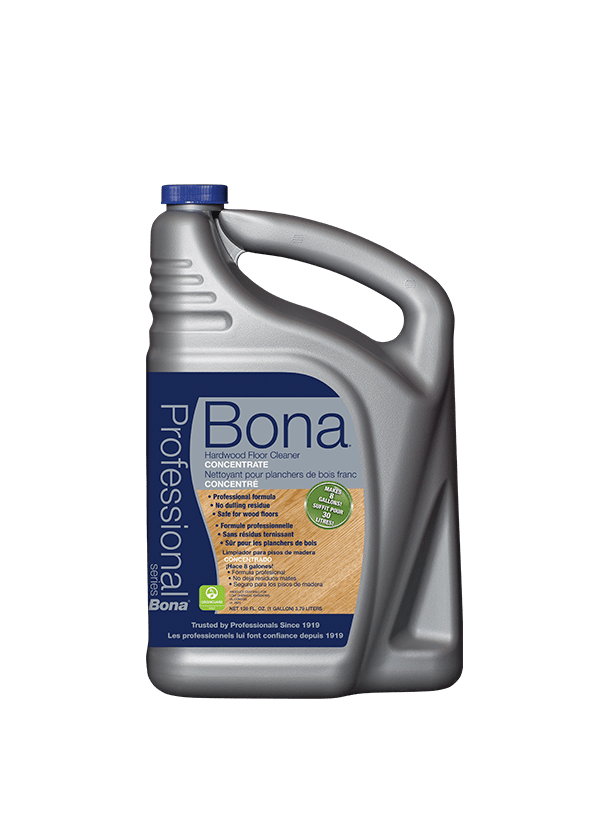 Professional
series
Bona
Bona®
Hardwood Floor Cleaner
CONCENTRATE
Nettoyant pour planchers de bois franc
CONCENTRÉ
MAKES
8
GALLONS!
SUFFIT POUR
30
LITRES!
• Professional formula
• No dulling residue
• Safe for wood floors
• Formule professionnelle
• Sans résidus ternissant
• Sûr pour les planchers de bois
Limpiador para pisos de madera
CONCENTRADO
¡Hace 8 galones!
• Fórmula profesional
• No deja residuos mates
• Seguro para los pisos de madera
NET 128 FL. OZ. (1 GALLON) 3.79 LITERS
Trusted by Professionals Since 1919
Les professionnels lui font confiance depuis 1919